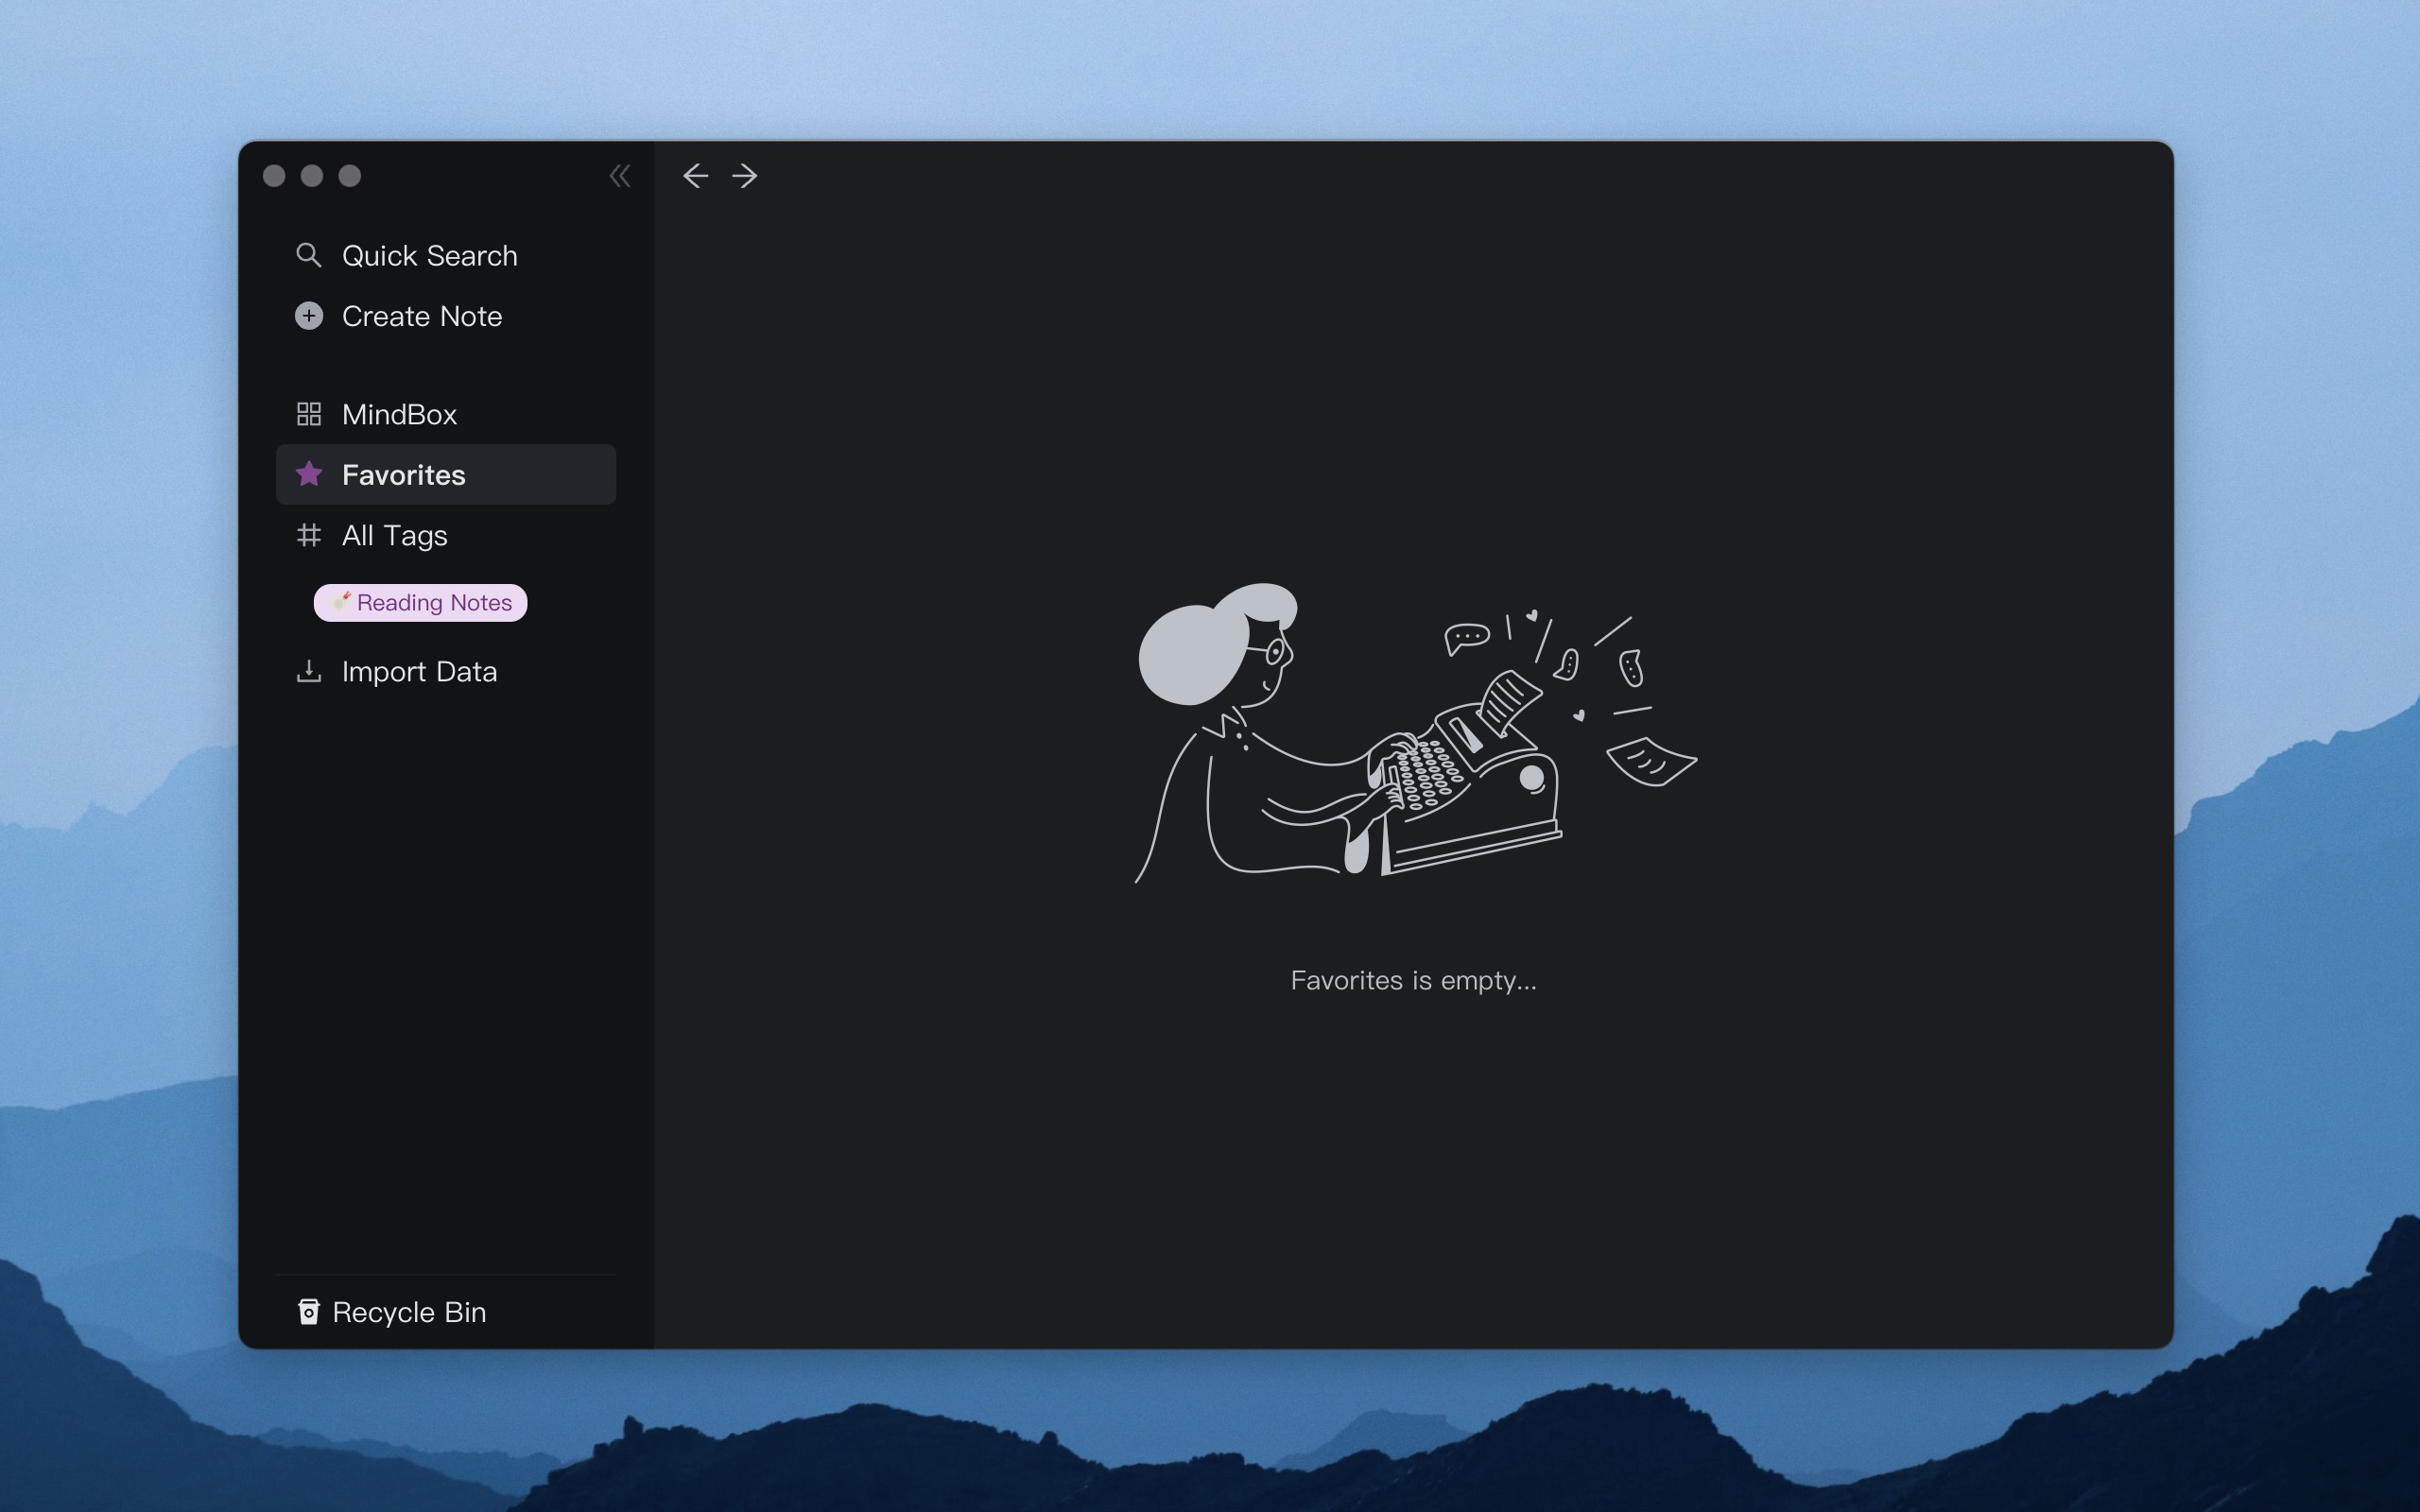 Quick Search
Create Note
MindBox
Favorites
All Tags
Reading Notes
Import Data
Favorites is empty...
Recycle Bin